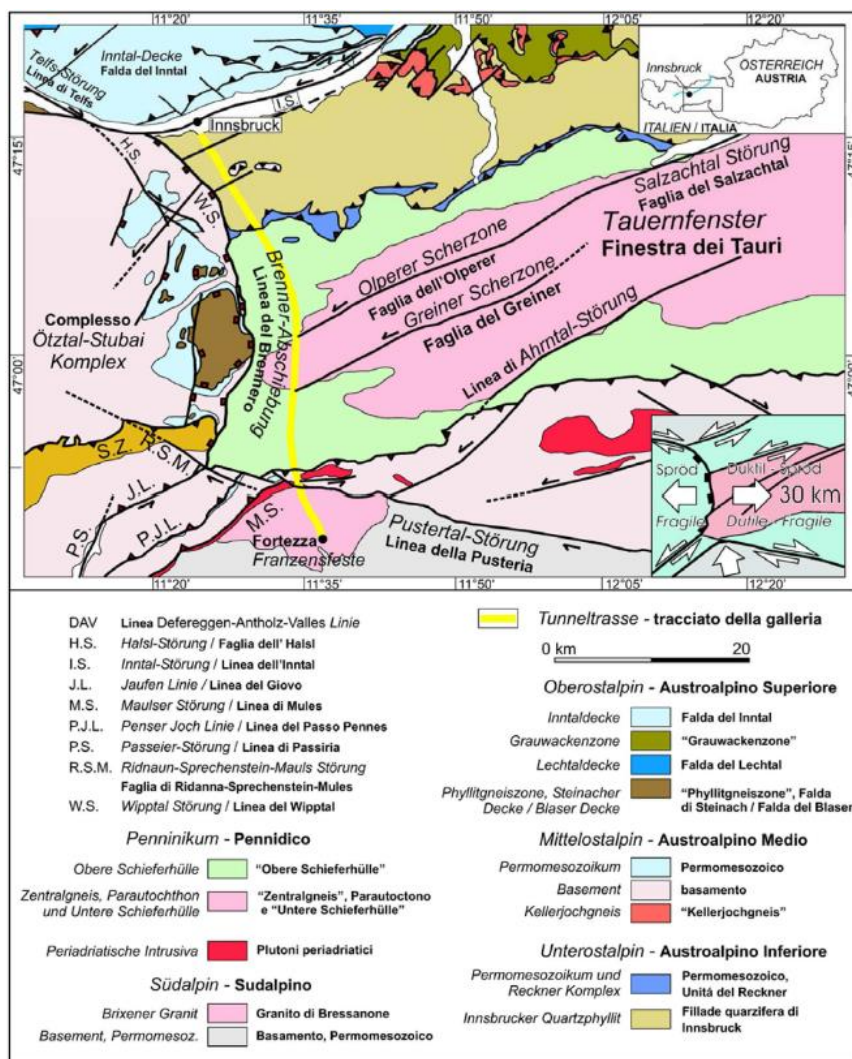 11°20 11°35 11°50 12°05 12°20
Inntal-Decke
Falda del Inntal
Telfs-Störung
Linea di Telfs
I.S.
Innsbruck
ÖSTERREICH
AUSTRIA
Innsbruck
ITALIEN / ITALIA
47°15'
47°15'
H.S.
W.S.
Salzachtal Störung
Faglia del Salzachtal
Tauernfenster
Finestra dei Tauri
Olperer Scherzone
Faglia dell'Olperer
Greiner Scherzone
Faglia del Greiner
Brenner-Abschiebung
Linea del Brennero
Linea di Ahrntal-Störung
Complesso
Ötztal-Stubai
Komplex
47°00
47°00
S.Z.
R.S.M.
J.L.
P.S.
P.J.L.
M.S.
Fortezza
Franzensfeste
Pustertal-Störung
Linea della Pusteria
Spröd
Fragile
Duktil - Spröd
30 km
Duttile - Fragile
11°20 11°35 11°50 12°05 12°20
DAV Linea Defereggen-Antholz-Valles Linie
H.S. Halsl-Störung / Faglia dell' Halsl
I.S. Inntal-Störung / Linea dell'Inntal
J.L. Jaufen Linie / Linea del Giovo
M.S. Maulser Störung / Linea di Mules
P.J.L. Penser Joch Linie / Linea del Passo Pennes
P.S. Passeier-Störung / Linea di Passiria
R.S.M. Ridnaun-Sprechenstein-Mauls Störung
Faglia di Ridanna-Sprechenstein-Mules
W.S. Wipptal Störung / Linea del Wipptal
Penninikum - Pennidico
Obere Schieferhülle "Obere Schieferhülle"
Zentralgneis, Parautochthon "Zentralgneis", Parautoctono
und Untere Schieferhülle e "Untere Schieferhülle"
Periadriatische Intrusiva Plutoni periadriatici
Südalpin - Sudalpino
Brixener Granit Granito di Bressanone
Basement, Permomesoz. Basamento, Permomesozoico
Tunneltrasse - tracciato della galleria
0 km 20
Oberostalpin - Austroalpino Superiore
Inntaldecke Falda del Inntal
Grauwackenzone "Grauwackenzone"
Lechtaldecke Falda del Lechtal
Phyllitgneiszone, Steinacher "Phyllitgneiszone", Falda
Decke / Blaser Decke di Steinach / Falda del Blaser
Mittelostalpin - Austroalpino Medio
Permomesozoikum Permomesozoico
Basement basamento
Kellerjochgneis "Kellerjochgneis"
Unterostalpin - Austroalpino Inferiore
Permomesozoikum und Permomesozoico,
Reckner Komplex Unitá del Reckner
Innsbrucker Quartzphyllit Fillade quarzifera di
Innsbruck